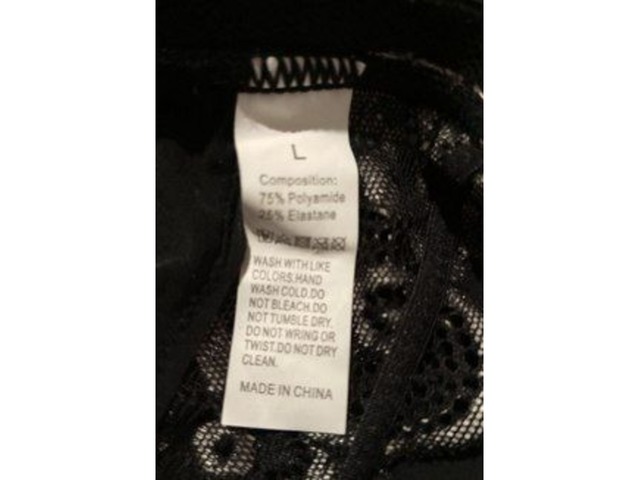 L
Composition:
75% Polyamide
25% Elastane
WASH WITH LIKE
COLORS.HAND
WASH COLD.DO
NOT BLEACH.DO
NOT TUMBLE DRY.
DO NOT WRING OR
TWIST.DO NOT DRY
CLEAN.
MADE IN CHINA